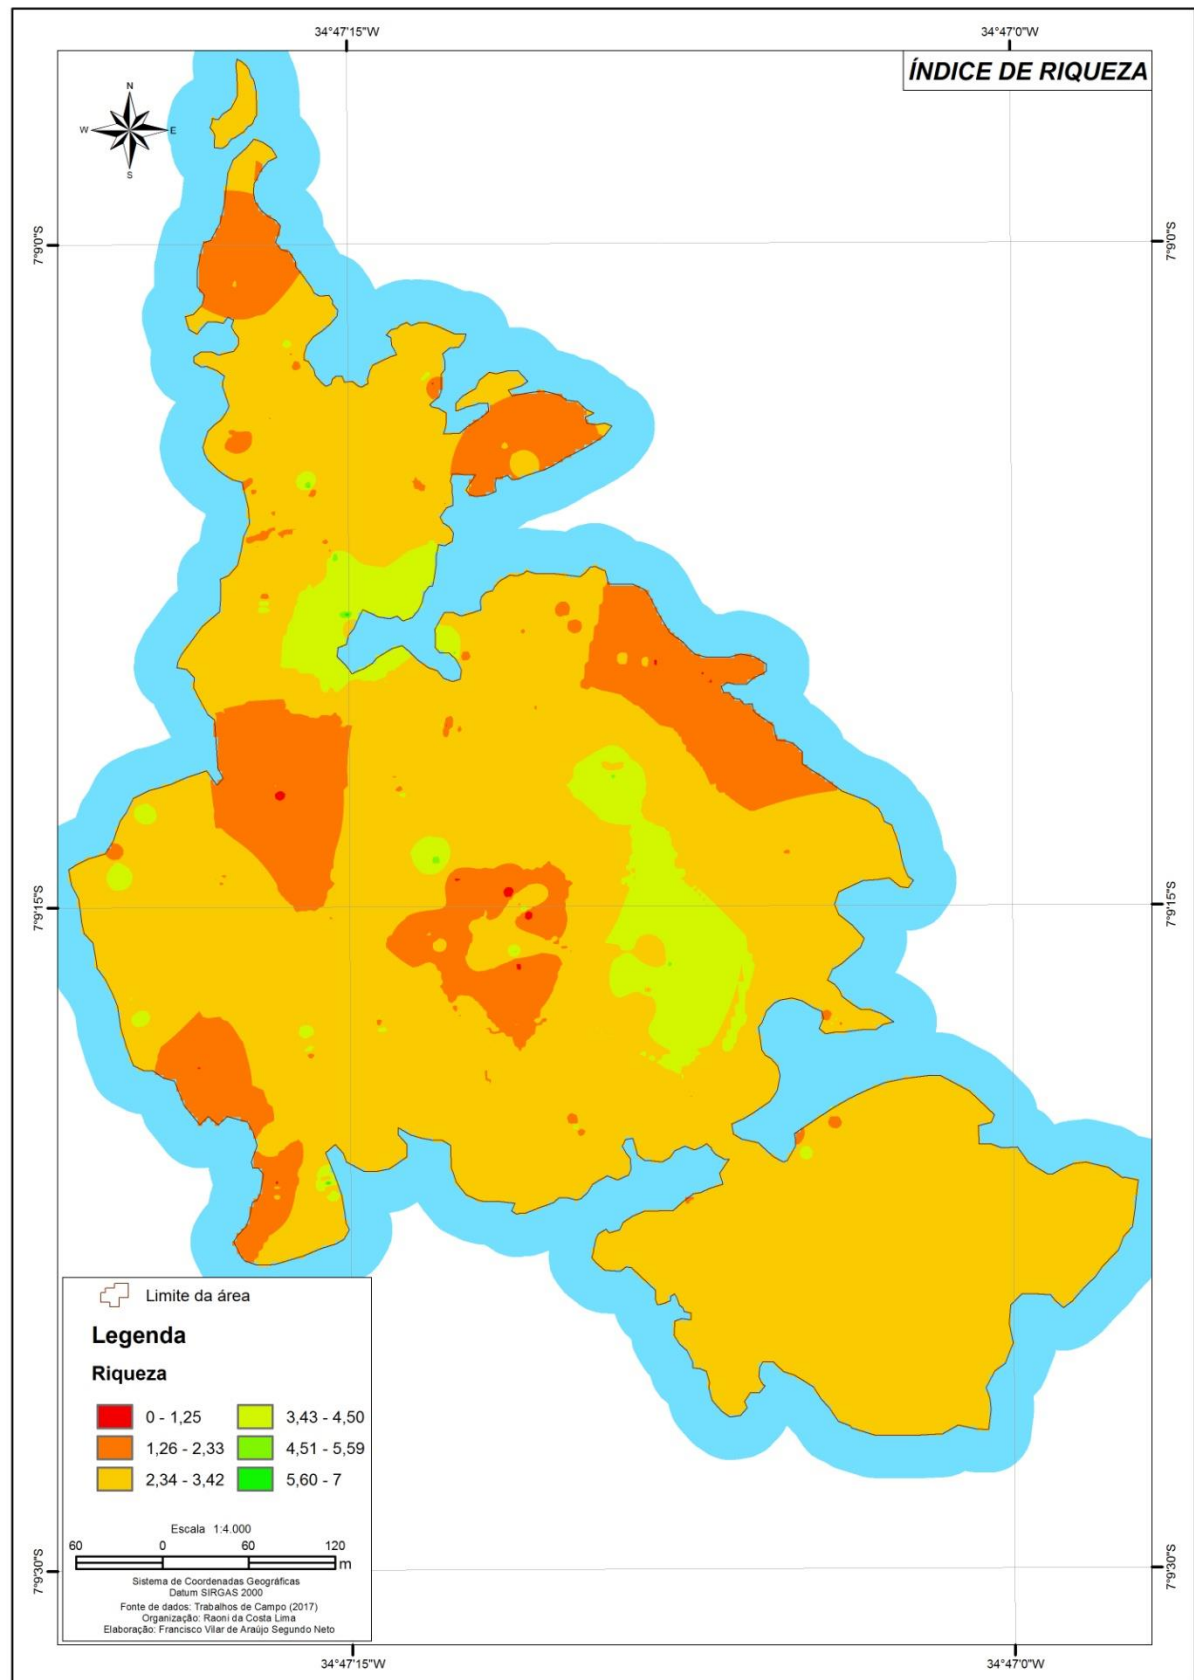 34°47'15"W
34°47'0"W
ÍNDICE DE RIQUEZA
N
W
E
S
7°9'0"S
7°9'0"S
7°9'15"S
7°9'15"S
Limite da área
Legenda
Riqueza
0 - 1,25
3,43 - 4,50
1,26 - 2,33
4,51 - 5,59
2,34 - 3,42
5,60 - 7
Escala 1:4.000
60 0 60 120
m
Sistema de Coordenadas Geográficas
Datum SIRGAS 2000
Fonte de dados: Trabalhos de Campo (2017)
Organização: Raoni da Costa Lima
Elaboração: Francisco Vilar de Araújo Segundo Neto
7°9'30"S
7°9'30"S
34°47'15"W
34°47'0"W